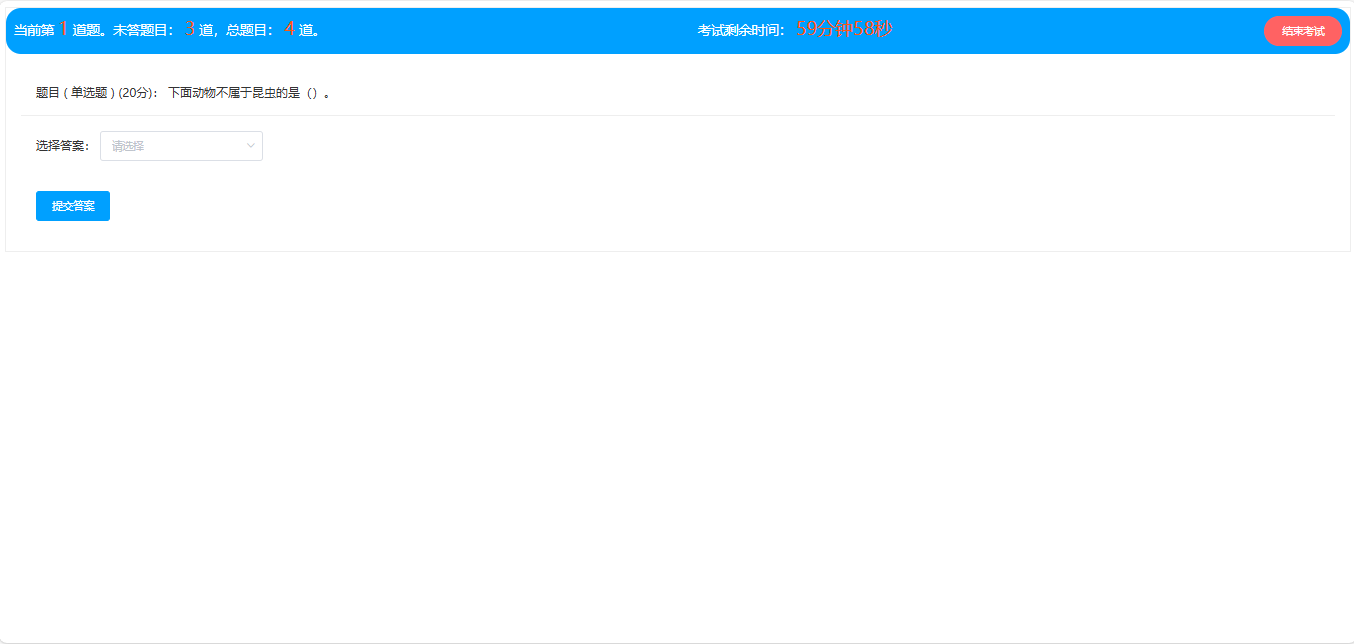 当前第 1 道题。未答题目： 3 道，总题目： 4 道。 考试剩余时间： 59分钟58秒 结束考试
题目 ( 单选题 ) (20分)： 下面动物不属于昆虫的是（）。
选择答案： 请选择
提交答案